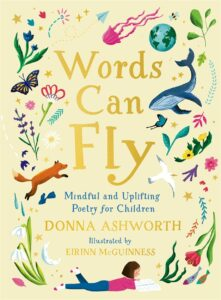 Words
Can
Fly
Mindful and Uplifting
Poetry for Children
DONNA ASHWORTH
Illustrated by
EIRINN McGUINNESS